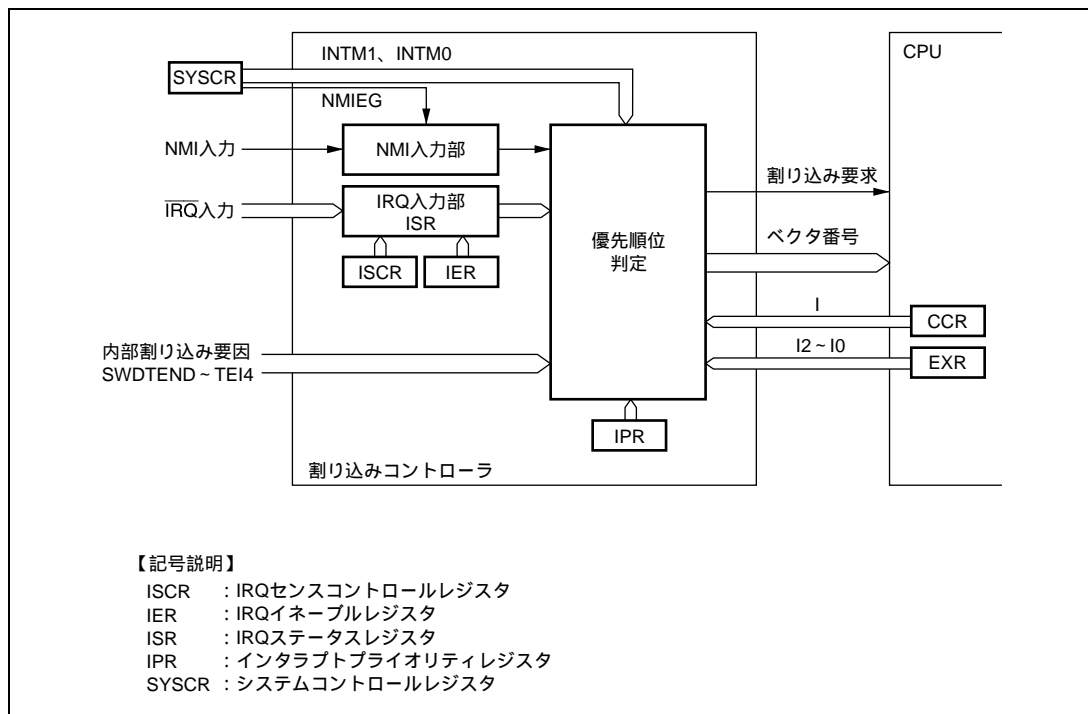 INTM1、INTM0
CPU
SYSCR
NMIEG
NMI入力
NMI入力部
割り込み要求
IRQ入力
IRQ入力部
ISR
優先順位
判定
ベクタ番号
ISCR
IER
I
CCR
内部割り込み要因
SWDTEND~TEI4
I2~I0
EXR
IPR
割り込みコントローラ
【記号説明】
ISCR :IRQセンスコントロールレジスタ
IER :IRQイネーブルレジスタ
ISR :IRQステータスレジスタ
IPR :インタラプトプライオリティレジスタ
SYSCR :システムコントロールレジスタ